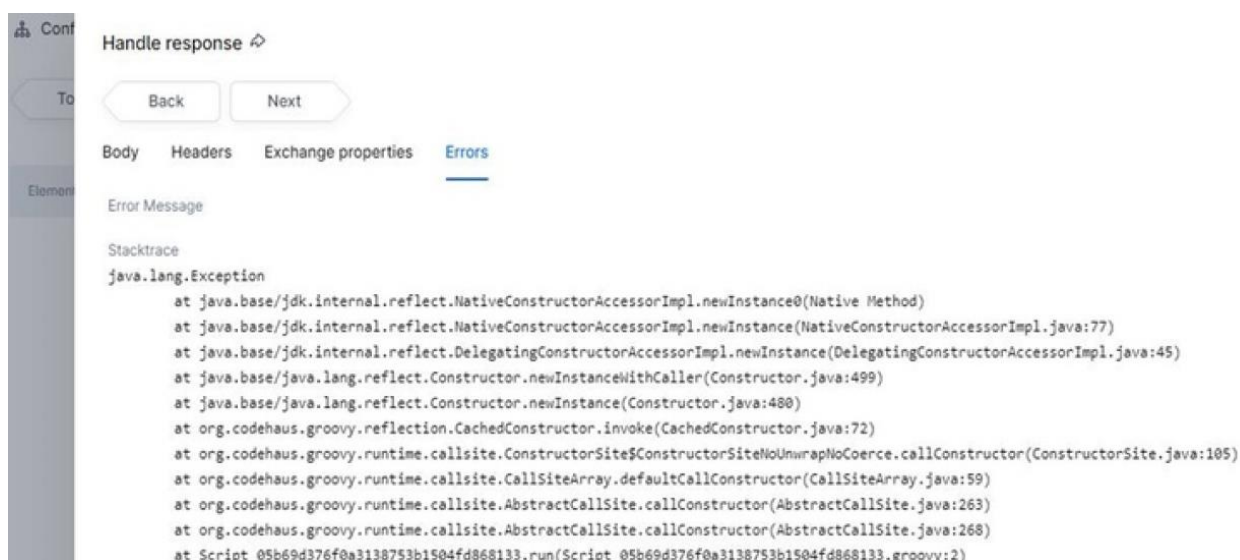 Conf
Handle response
To
Back Next
Body Headers Exchange properties Errors
Element
Error Message
Stacktrace
java.lang.Exception
at java.base/jdk.internal.reflect.NativeConstructorAccessorImpl.newInstance0(Native Method)
at java.base/jdk.internal.reflect.NativeConstructorAccessorImpl.newInstance(NativeConstructorAccessorImpl.java:77)
at java.base/jdk.internal.reflect.DelegatingConstructorAccessorImpl.newInstance(DelegatingConstructorAccessorImpl.java:45)
at java.base/java.lang.reflect.Constructor.newInstanceWithCaller(Constructor.java:499)
at java.base/java.lang.reflect.Constructor.newInstance(Constructor.java:480)
at org.codehaus.groovy.reflection.CachedConstructor.invoke(CachedConstructor.java:72)
at org.codehaus.groovy.runtime.callsite.ConstructorSite$ConstructorSiteNoUnwrapNoCoerce.callConstructor(ConstructorSite.java:105)
at org.codehaus.groovy.runtime.callsite.CallSiteArray.defaultCallConstructor(CallSiteArray.java:59)
at org.codehaus.groovy.runtime.callsite.AbstractCallSite.callConstructor(AbstractCallSite.java:263)
at org.codehaus.groovy.runtime.callsite.AbstractCallSite.callConstructor(AbstractCallSite.java:268)
at Script_05b69d376f0a3138753b1504fd868133.run(Script_05b69d376f0a3138753b1504fd868133.groovy:2)